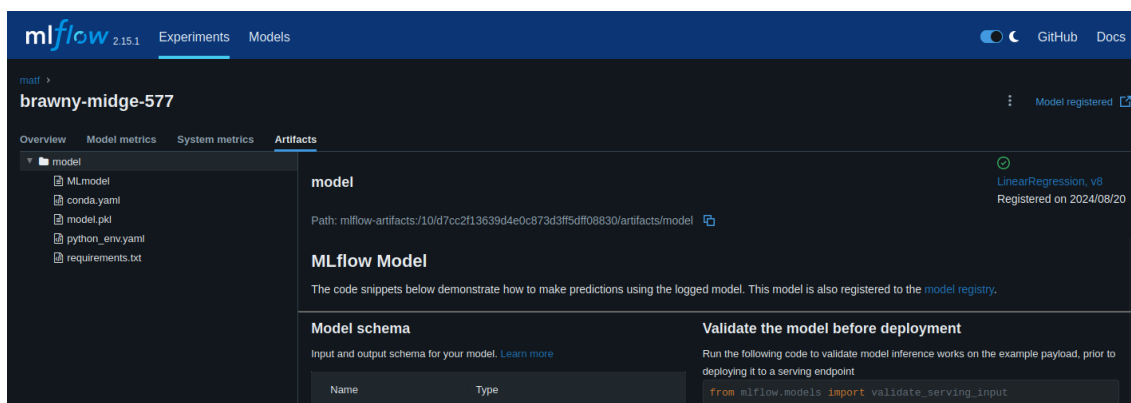 mlflow 2.15.1 Experiments Models GitHub Docs
matf >
brawny-midge-577
Model registered
Overview Model metrics System metrics Artifacts
model
MLmodel
conda.yaml
model.pkl
python_env.yaml
requirements.txt
model
LinearRegression, v8
Registered on 2024/08/20
Path: mlflow-artifacts:/10/d7cc2f13639d4e0c873d3ff5dff08830/artifacts/model
MLflow Model
The code snippets below demonstrate how to make predictions using the logged model. This model is also registered to the model registry.
Model schema
Input and output schema for your model. Learn more
Name Type
Validate the model before deployment
Run the following code to validate model inference works on the example payload, prior to
deploying it to a serving endpoint
from mlflow.models import validate_serving_input